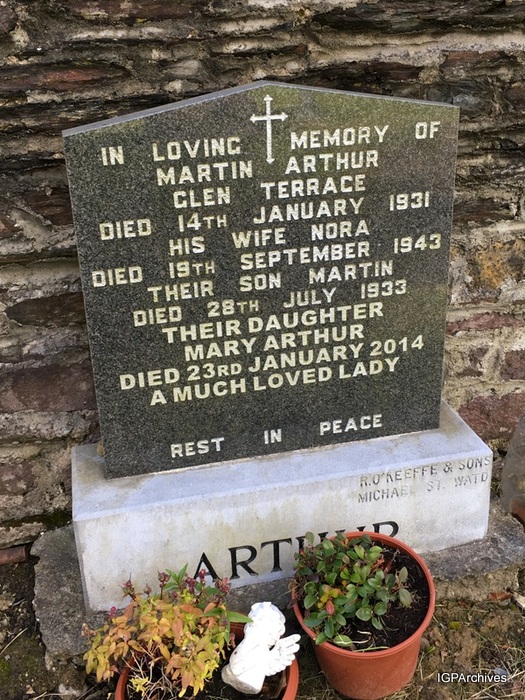 IN LOVING MEMORY OF
MARTIN ARTHUR
GLEN TERRACE
DIED 14TH JANUARY 1931
HIS WIFE NORA
DIED 19TH SEPTEMBER 1943
THEIR SON MARTIN
DIED 28TH JULY 1933
THEIR DAUGHTER
MARY ARTHUR
DIED 23RD JANUARY 2014
A MUCH LOVED LADY
REST IN PEACE
R.O'KEEFFE & SONS
MICHAEL ST. WATD
ARTHUR
IGPArchives